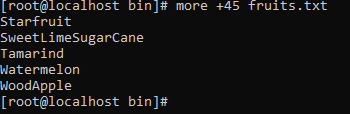 [root@localhost bin]# more +45 fruits.txt
Starfruit
SweetLimeSugarCane
Tamarind
Watermelon
WoodApple
[root@localhost bin]#